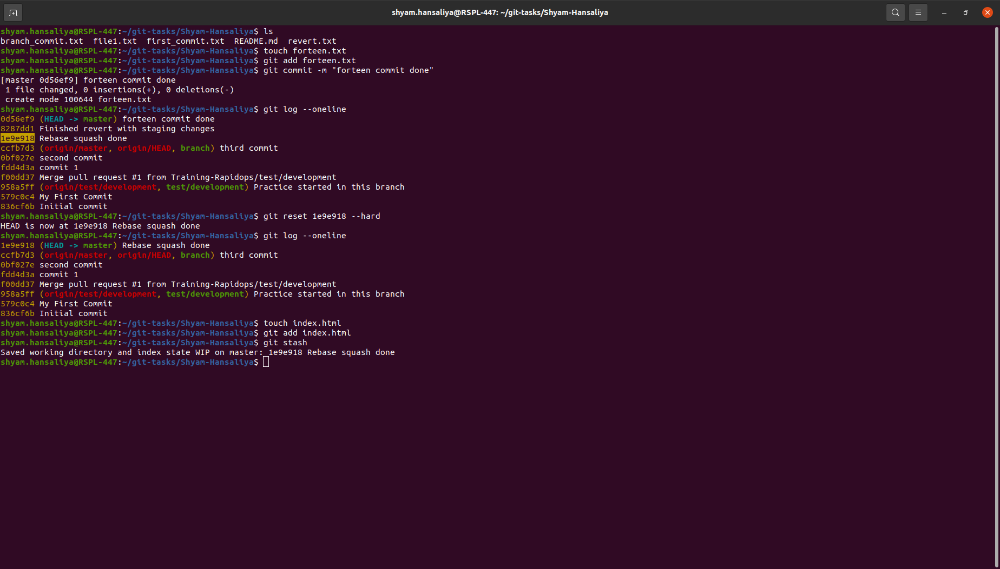 shyam.hansaliya@RSPL-447: ~/git-tasks/Shyam-Hansaliya
shyam.hansaliya@RSPL-447:~/git-tasks/Shyam-Hansaliya$ ls
branch_commit.txt  file1.txt  first_commit.txt  README.md  revert.txt
shyam.hansaliya@RSPL-447:~/git-tasks/Shyam-Hansaliya$ touch forteen.txt
shyam.hansaliya@RSPL-447:~/git-tasks/Shyam-Hansaliya$ git add forteen.txt
shyam.hansaliya@RSPL-447:~/git-tasks/Shyam-Hansaliya$ git commit -m "forteen commit done"
[master 0d56ef9] forteen commit done
 1 file changed, 0 insertions(+), 0 deletions(-)
 create mode 100644 forteen.txt
shyam.hansaliya@RSPL-447:~/git-tasks/Shyam-Hansaliya$ git log --oneline
0d56ef9 (HEAD -> master) forteen commit done
8287dd1 Finished revert with staging changes
1e9e918 Rebase squash done
ccfb7d3 (origin/master, origin/HEAD, branch) third commit
0bf027e second commit
fdd4d3a commit 1
f00dd37 Merge pull request #1 from Training-Rapidops/test/development
958a5ff (origin/test/development, test/development) Practice started in this branch
579c0c4 My First Commit
836cf6b Initial commit
shyam.hansaliya@RSPL-447:~/git-tasks/Shyam-Hansaliya$ git reset 1e9e918 --hard
HEAD is now at 1e9e918 Rebase squash done
shyam.hansaliya@RSPL-447:~/git-tasks/Shyam-Hansaliya$ git log --oneline
1e9e918 (HEAD -> master) Rebase squash done
ccfb7d3 (origin/master, origin/HEAD, branch) third commit
0bf027e second commit
fdd4d3a commit 1
f00dd37 Merge pull request #1 from Training-Rapidops/test/development
958a5ff (origin/test/development, test/development) Practice started in this branch
579c0c4 My First Commit
836cf6b Initial commit
shyam.hansaliya@RSPL-447:~/git-tasks/Shyam-Hansaliya$ touch index.html
shyam.hansaliya@RSPL-447:~/git-tasks/Shyam-Hansaliya$ git add index.html
shyam.hansaliya@RSPL-447:~/git-tasks/Shyam-Hansaliya$ git stash
Saved working directory and index state WIP on master: 1e9e918 Rebase squash done
shyam.hansaliya@RSPL-447:~/git-tasks/Shyam-Hansaliya$